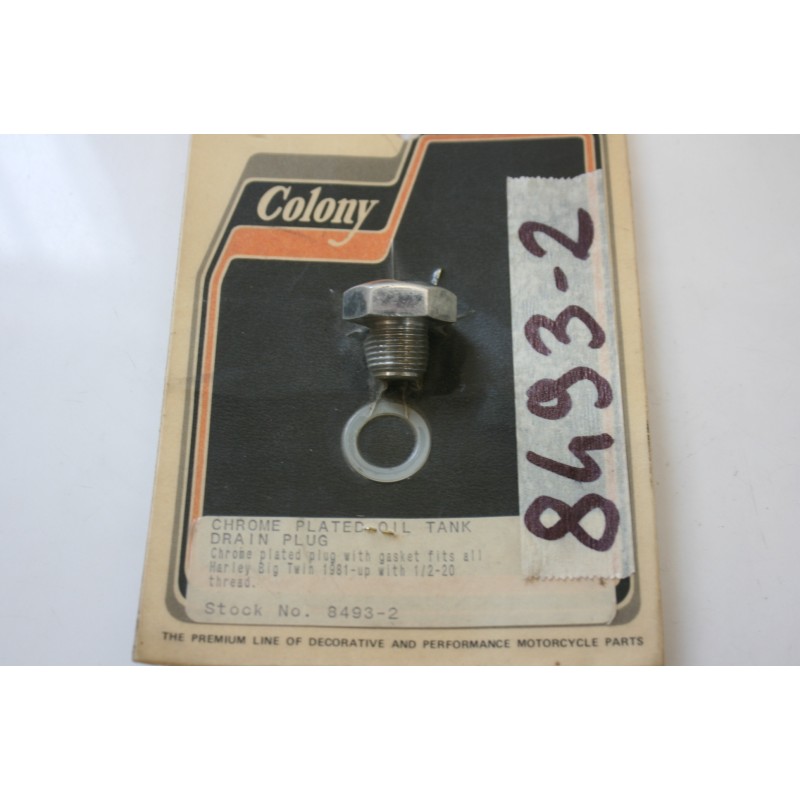 Colony
8493-2
CHROME PLATED OIL TANK
DRAIN PLUG
Chrome plated plug with gasket fits all
Harley Big Twin 1981-up with 1/2-20
thread.
Stock No. 8493-2
THE PREMIUM LINE OF DECORATIVE AND PERFORMANCE MOTORCYCLE PARTS